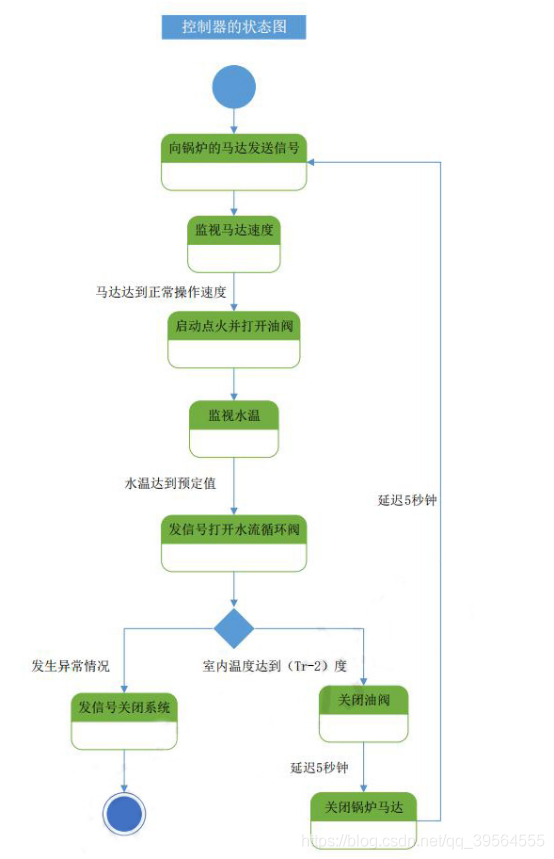 控制器的状态图
向锅炉的马达发送信号
监视马达速度
马达达到正常操作速度
启动点火并打开油阀
监视水温
水温达到预定值
延迟5秒钟
发信号打开水流循环阀
发生异常情况
室内温度达到（Tr-2）度
发信号关闭系统
关闭油阀
延迟5秒钟
关闭锅炉马达
https://blog.csdn.net/qq_39564555